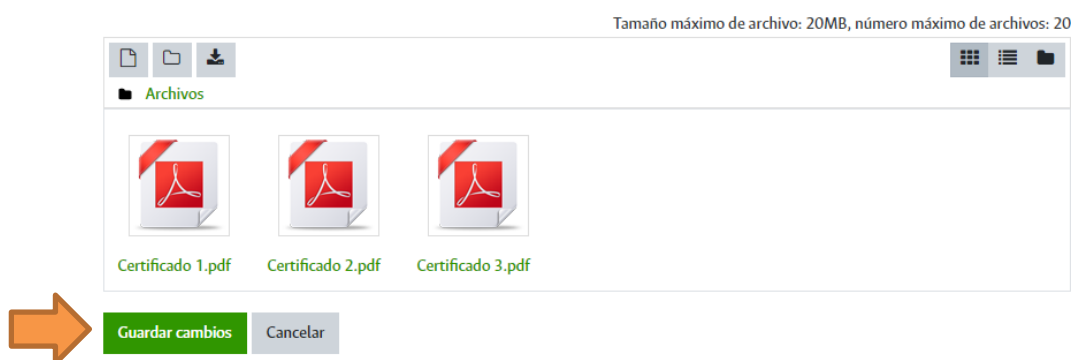 Tamaño máximo de archivo: 20MB, número máximo de archivos: 20
Archivos
Certificado 1.pdf Certificado 2.pdf Certificado 3.pdf
Guardar cambios Cancelar